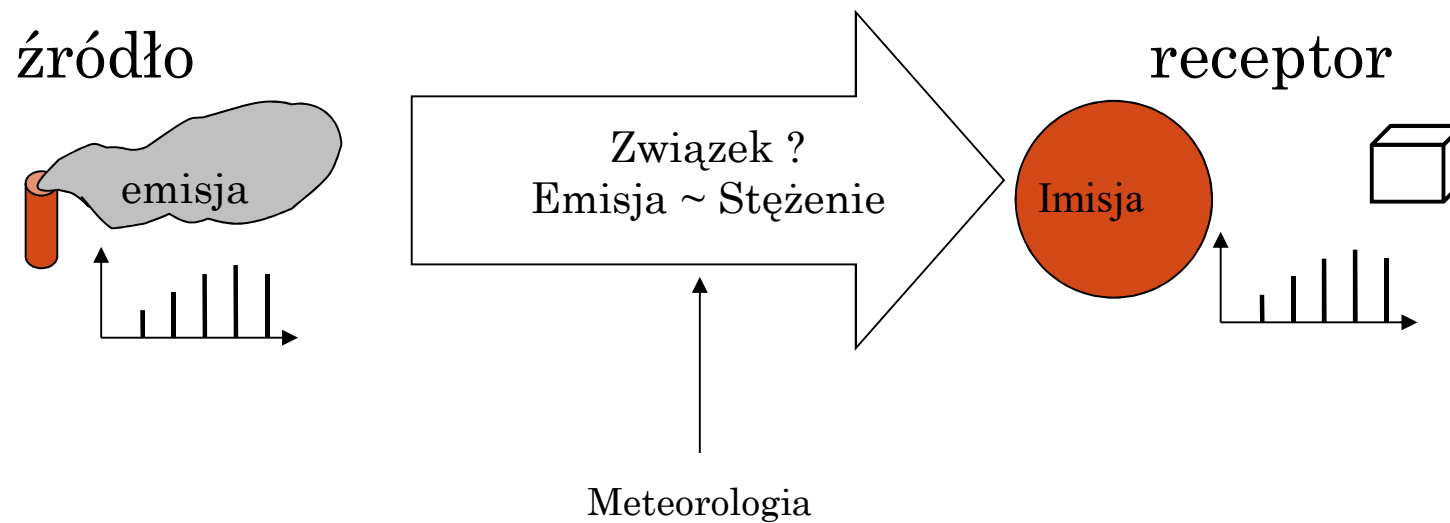 źródło
receptor
emisja
Związek ?
Emisja ~ Stężenie
Imisja
Meteorologia